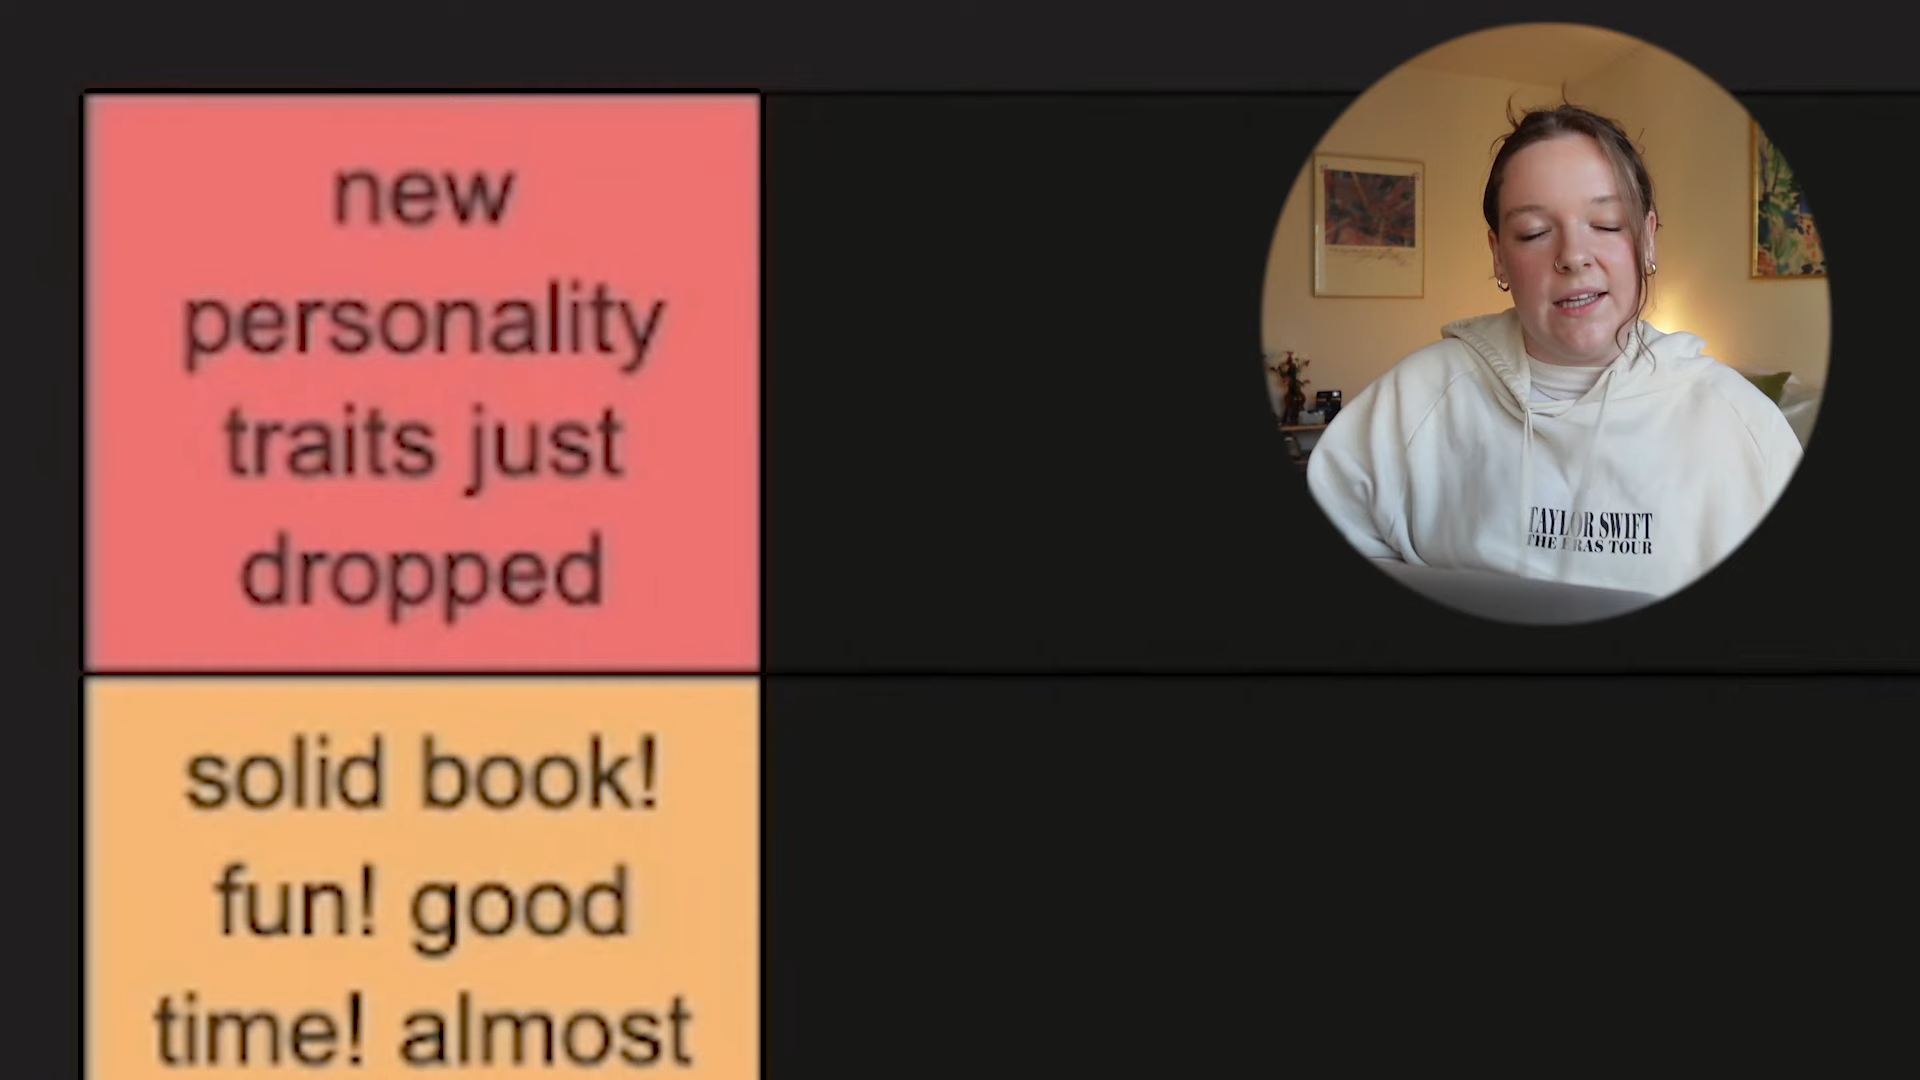 new
personality
traits just
dropped
solid book!
fun! good
time! almost
TAYLOR SWIFT
THE ERAS TOUR